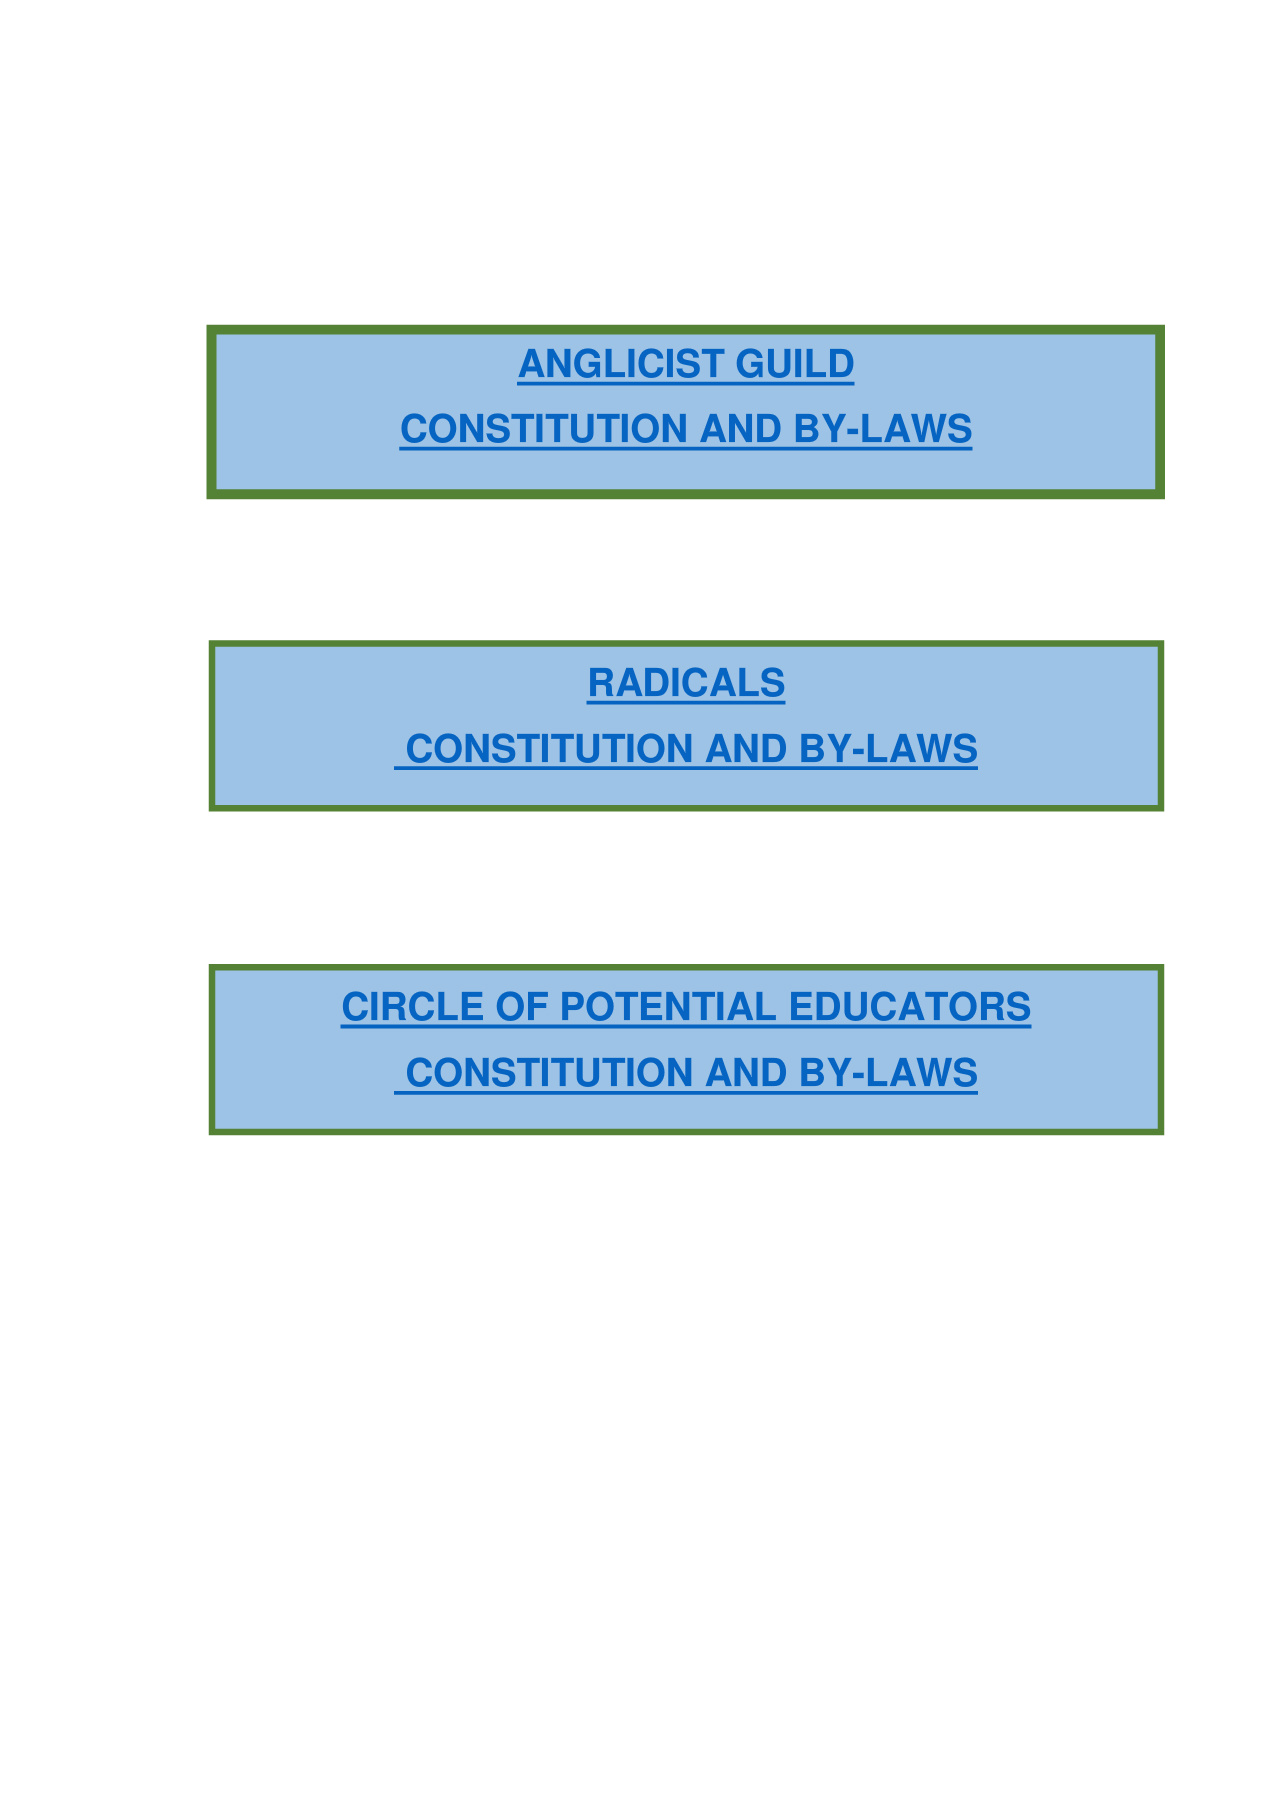 ANGLICIST GUILD
CONSTITUTION AND BY-LAWS
RADICALS
CONSTITUTION AND BY-LAWS
CIRCLE OF POTENTIAL EDUCATORS
CONSTITUTION AND BY-LAWS